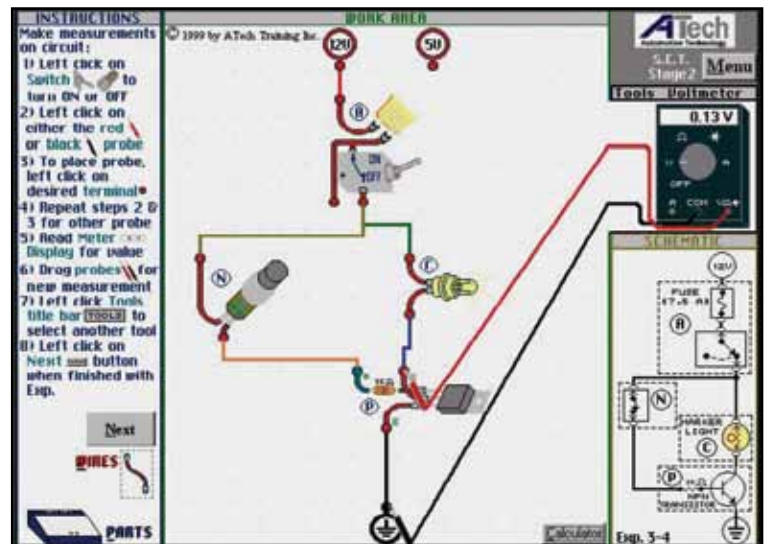 INSTRUCTIONS
Make measurements
on circuit:
1) Left click on
Switch to
turn ON or OFF
2) Left click on
either the red
or black probe
3) To place probe,
left click on
desired terminal
4) Repeat steps 2 &
3 for other probe
5) Read Meter
Display for value
6) Drag probes for
new measurement
7) Left click Tools
title bar TOOLS to
select another tool
8) Left click on
Next button
when finished with
Exp.
Next
WIRES
PARTS
WORK AREA
© 1999 by ATech Training Inc.
12V
5V
A
ON
OFF
N
C
P
Calculator
ATech
Automotive Technology
S.E.T.
Stage2
Menu
Tools Voltmeter
0.13 V
Ω
A
OFF
COM
SCHEMATIC
12V
FUSE
(7.5 A)
A
N
MARKER
LIGHT
C
P
NPN
TRANSISTOR
Exp. 3-4